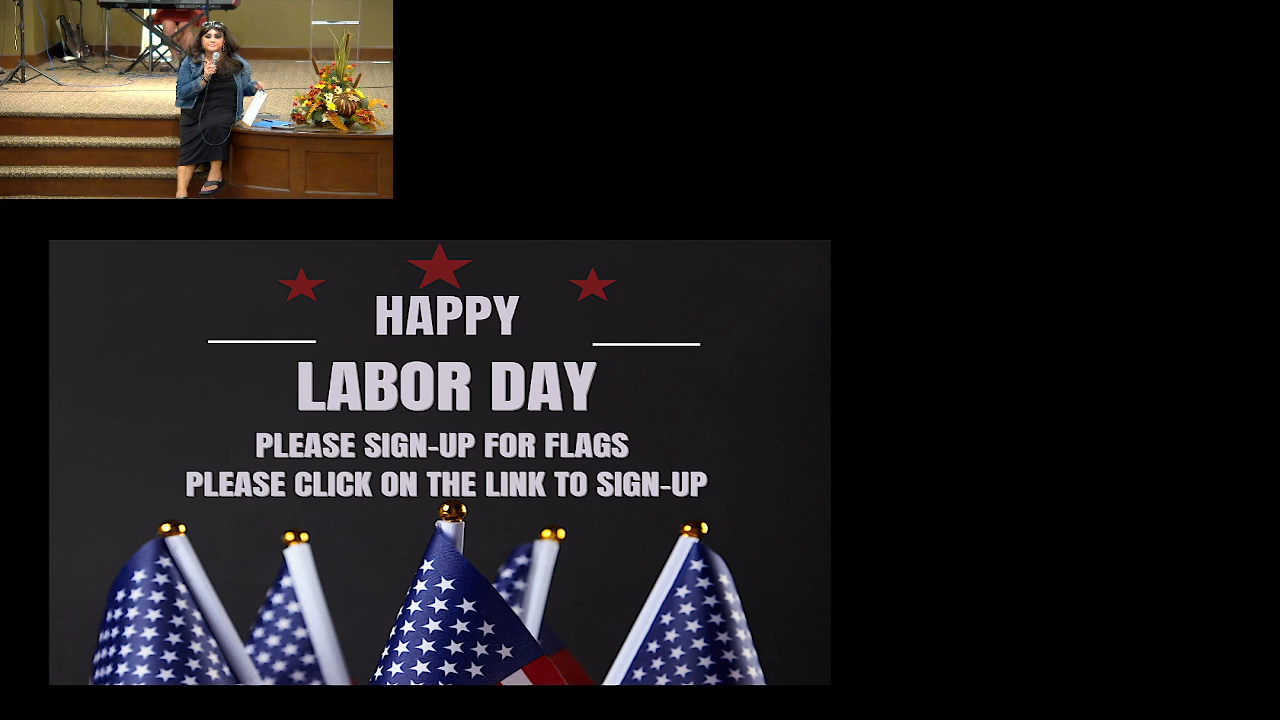 HAPPY
LABOR DAY
PLEASE SIGN-UP FOR FLAGS
PLEASE CLICK ON THE LINK TO SIGN-UP